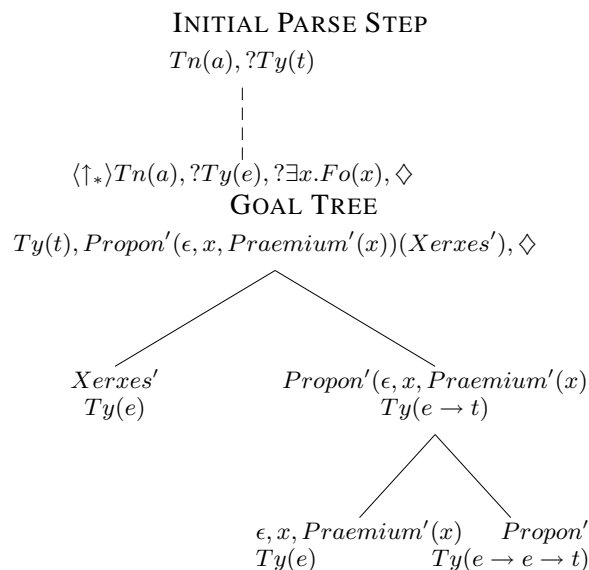 INITIAL PARSE STEP
Tn(a), ?Ty(t)
⟨↑*⟩Tn(a), ?Ty(e), ?∃x.Fo(x), ♢
GOAL TREE
Ty(t), Propon′(ϵ, x, Praemium′(x))(Xerxes′), ♢
Xerxes′ Propon′(ϵ, x, Praemium′(x)
Ty(e) Ty(e → t)
ϵ, x, Praemium′(x) Propon′
Ty(e) Ty(e → e → t)